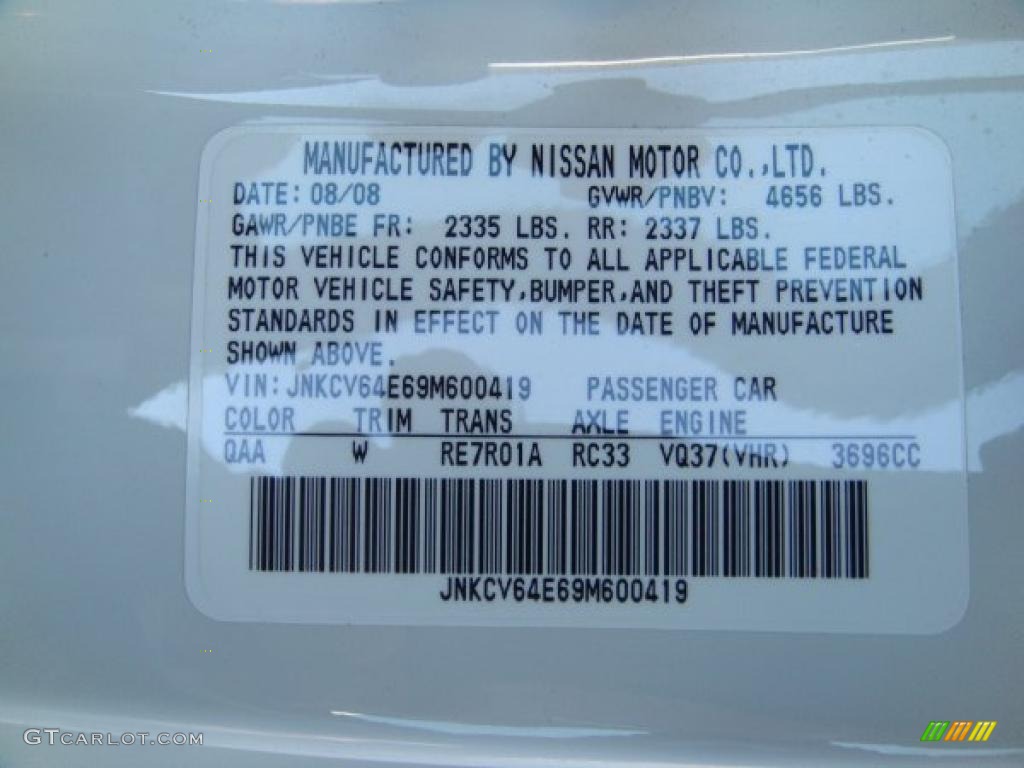 MANUFACTURED BY NISSAN MOTOR CO.,LTD.
DATE: 08/08 GVWR/PNBV: 4656 LBS.
GAWR/PNBE FR: 2335 LBS. RR: 2337 LBS.
THIS VEHICLE CONFORMS TO ALL APPLICABLE FEDERAL
MOTOR VEHICLE SAFETY,BUMPER,AND THEFT PREVENTION
STANDARDS IN EFFECT ON THE DATE OF MANUFACTURE
SHOWN ABOVE.
VIN:JNKCV64E69M600419 PASSENGER CAR
COLOR TRIM TRANS AXLE ENGINE
QAA W RE7R01A RC33 VQ37(VHR) 3696CC
JNKCV64E69M600419
GTCARLOT.COM